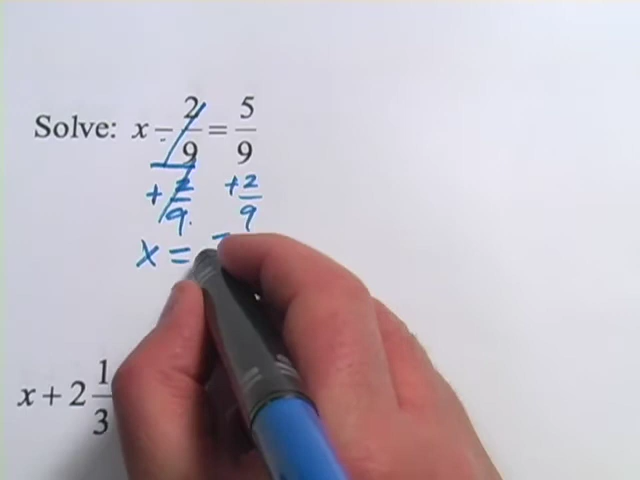 Solve: x - 2/9 = 5/9
+ 2/9 + 2/9
x =
x + 2 1/3